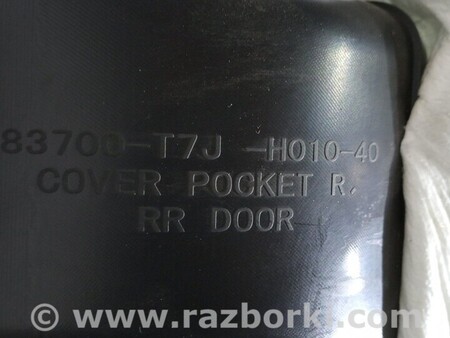 83700-T7J -H010-40
COVER POCKET R.
RR DOOR
© www.razborki.com